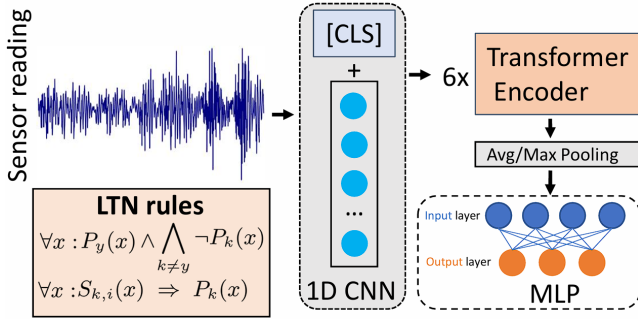 Sensor reading
LTN rules
∀x : P_y(x) ∧ ⋀_{k≠y} ¬P_k(x)
∀x : S_{k,i}(x) ⇒ P_k(x)
[CLS]
+
...
1D CNN
6x
Transformer
Encoder
Avg/Max Pooling
Input layer
Output layer
MLP